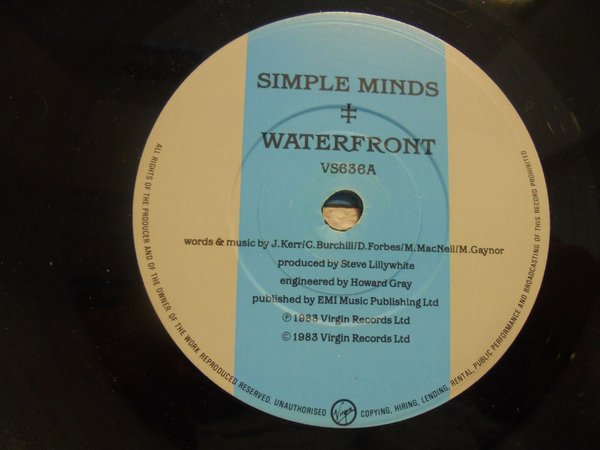 SIMPLE MINDS
‡
WATERFRONT
VS636A
words & music by J.Kerr/C.Burchill/D.Forbes/M.MacNeil/M.Gaynor
produced by Steve Lillywhite
engineered by Howard Gray
published by EMI Music Publishing Ltd
℗ 1983 Virgin Records Ltd
© 1983 Virgin Records Ltd
ALL RIGHTS OF THE PRODUCER AND OF THE OWNER OF THE WORK REPRODUCED RESERVED. UNAUTHORISED COPYING, HIRING, LENDING, RENTAL, PUBLIC PERFORMANCE AND BROADCASTING OF THIS RECORD PROHIBITED
Virgin